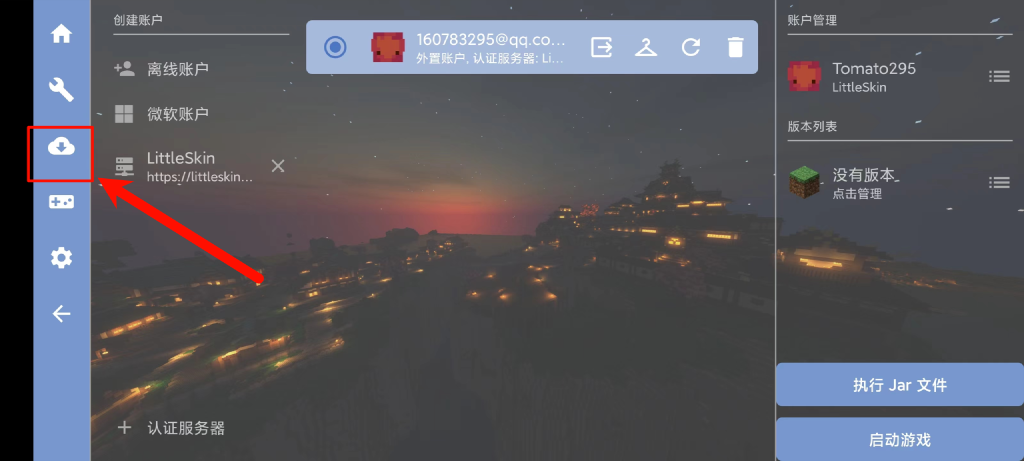 创建账户
离线账户
微软账户
LittleSkin
https://littleskin...
认证服务器
160783295@qq.co...
外置账户, 认证服务器: Li...
账户管理
Tomato295
LittleSkin
版本列表
没有版本
点击管理
执行 Jar 文件
启动游戏